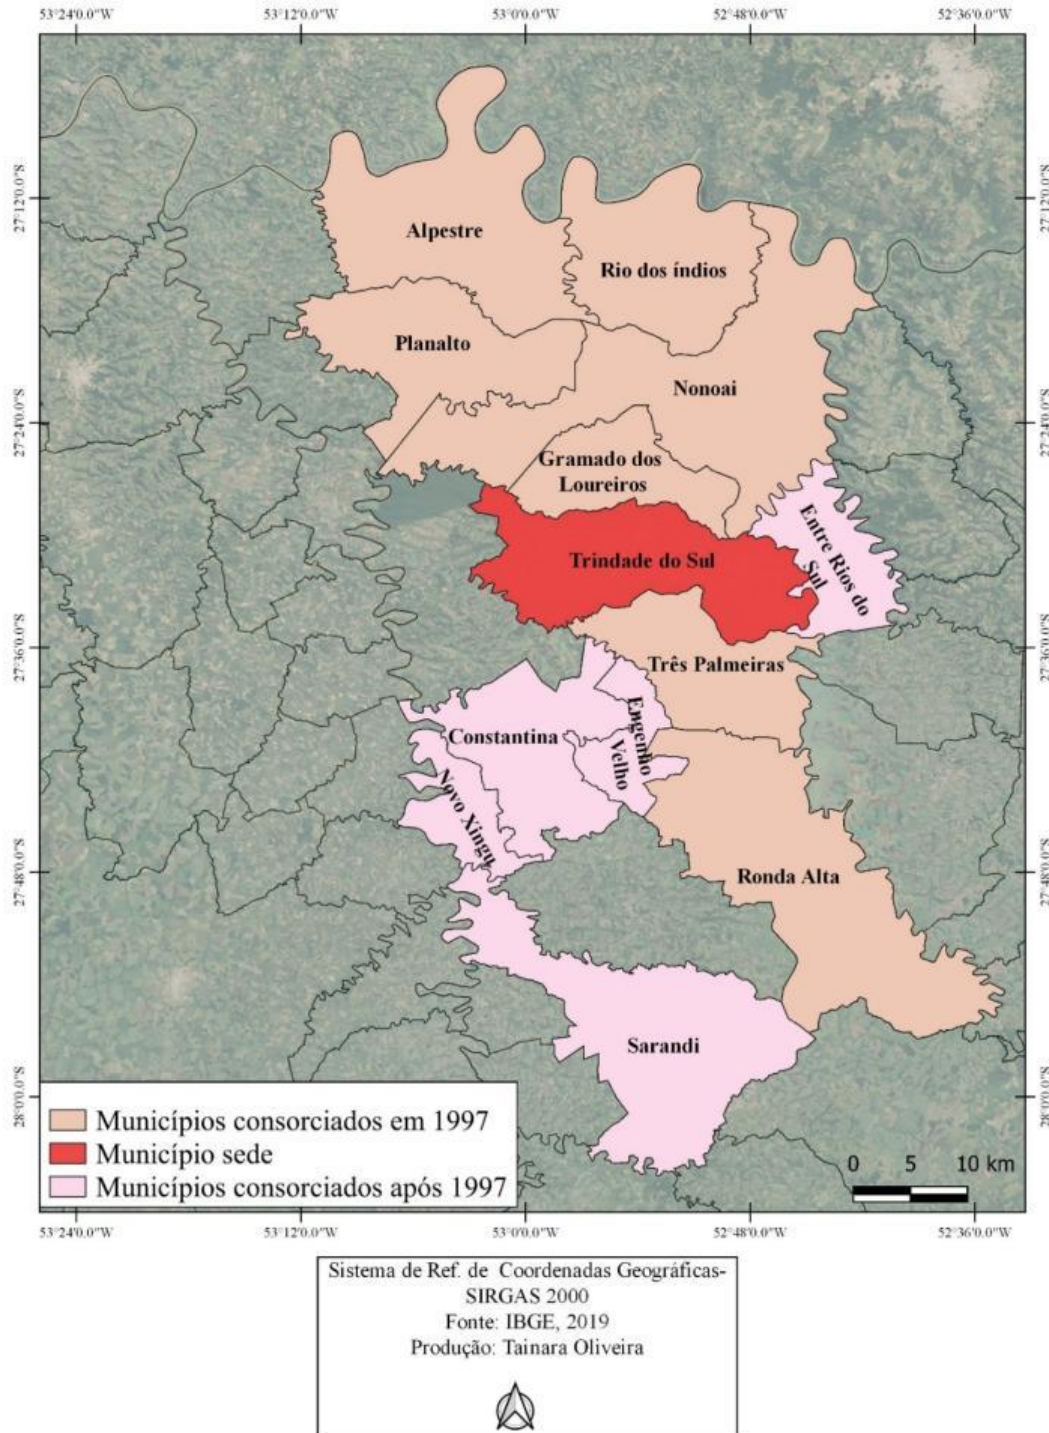 53°24'0.0"W 53°12'0.0"W 53°0'0.0"W 52°48'0.0"W 52°36'0.0"W
27°12'0.0"S 27°12'0.0"S
Alpestre
Rio dos índios
Planalto
Nonoai
27°24'0.0"S 27°24'0.0"S
Gramado dos
Loureiros
Entre Rios do
Sul
Trindade do Sul
27°36'0.0"S 27°36'0.0"S
Três Palmeiras
Engenho
Velho
Constantina
Novo Xingu
27°48'0.0"S 27°48'0.0"S
Ronda Alta
Sarandi
28°0'0.0"S 28°0'0.0"S
Municípios consorciados em 1997
Município sede
Municípios consorciados após 1997
0 5 10 km
53°24'0.0"W 53°12'0.0"W 53°0'0.0"W 52°48'0.0"W 52°36'0.0"W
Sistema de Ref. de Coordenadas Geográficas-
SIRGAS 2000
Fonte: IBGE, 2019
Produção: Tainara Oliveira